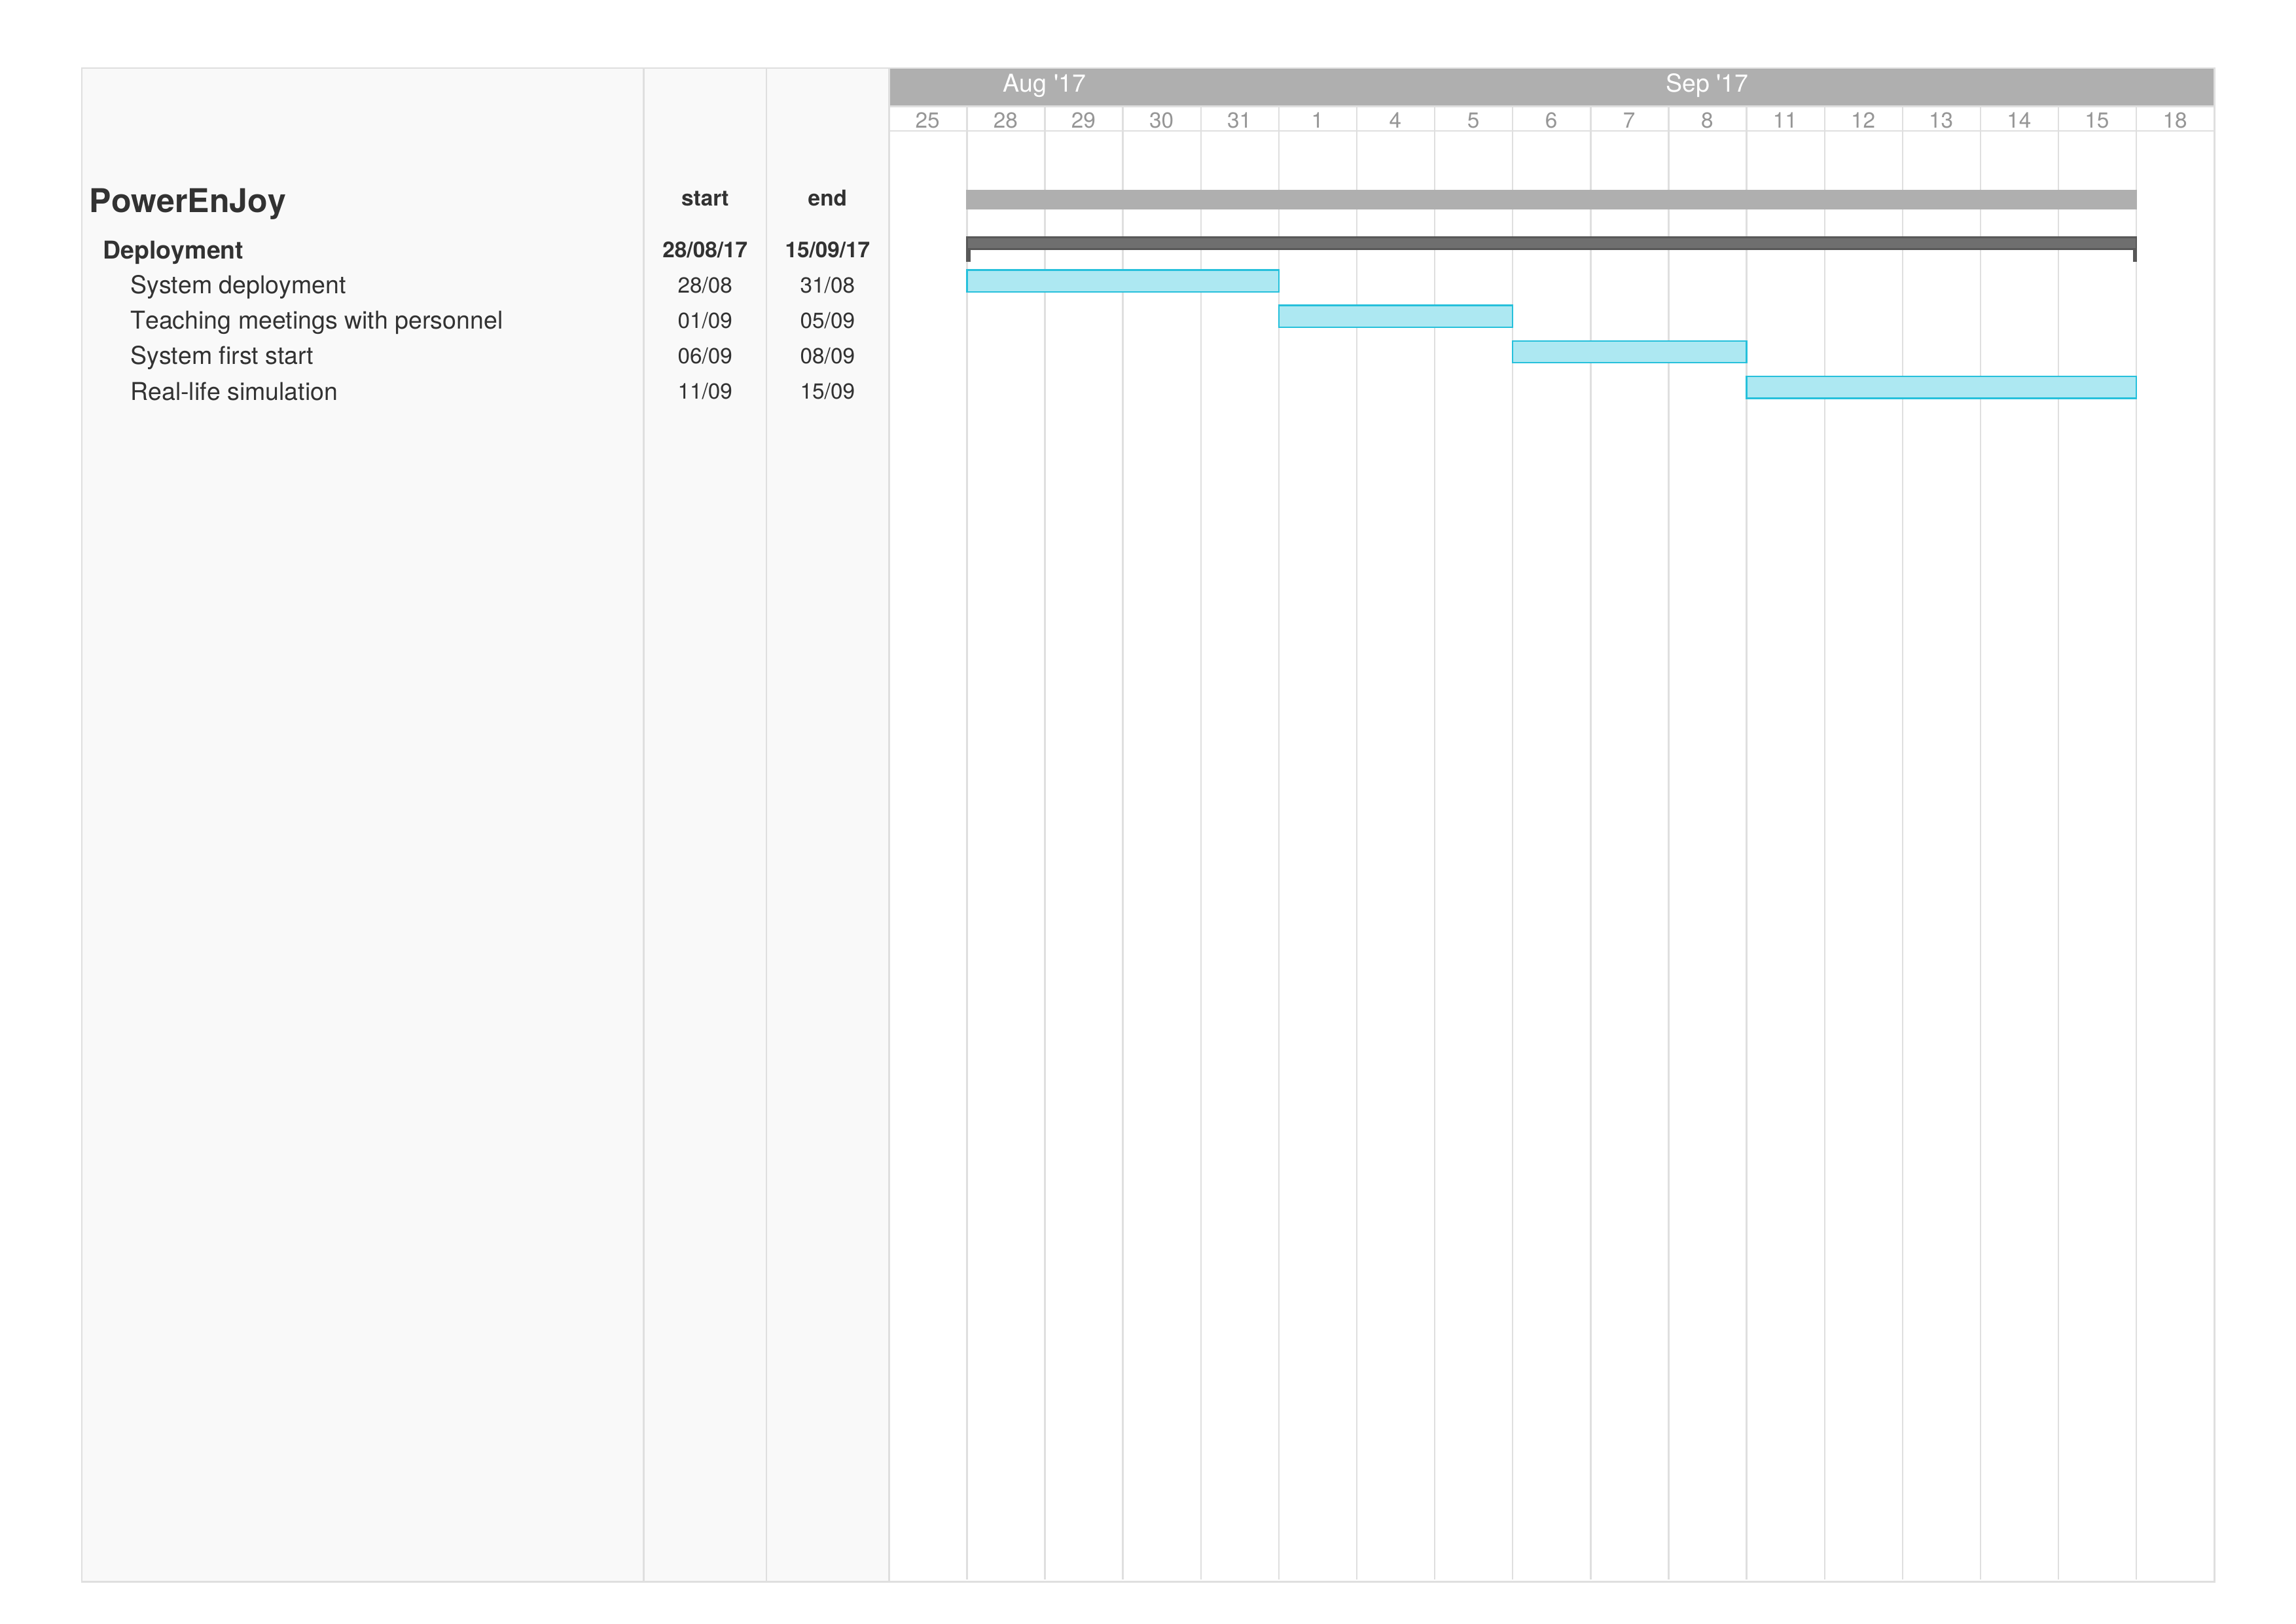 Aug '17 Sep '17
25 28 29 30 31 1 4 5 6 7 8 11 12 13 14 15 18
PowerEnJoy start end
Deployment 28/08/17 15/09/17
System deployment 28/08 31/08
Teaching meetings with personnel 01/09 05/09
System first start 06/09 08/09
Real-life simulation 11/09 15/09